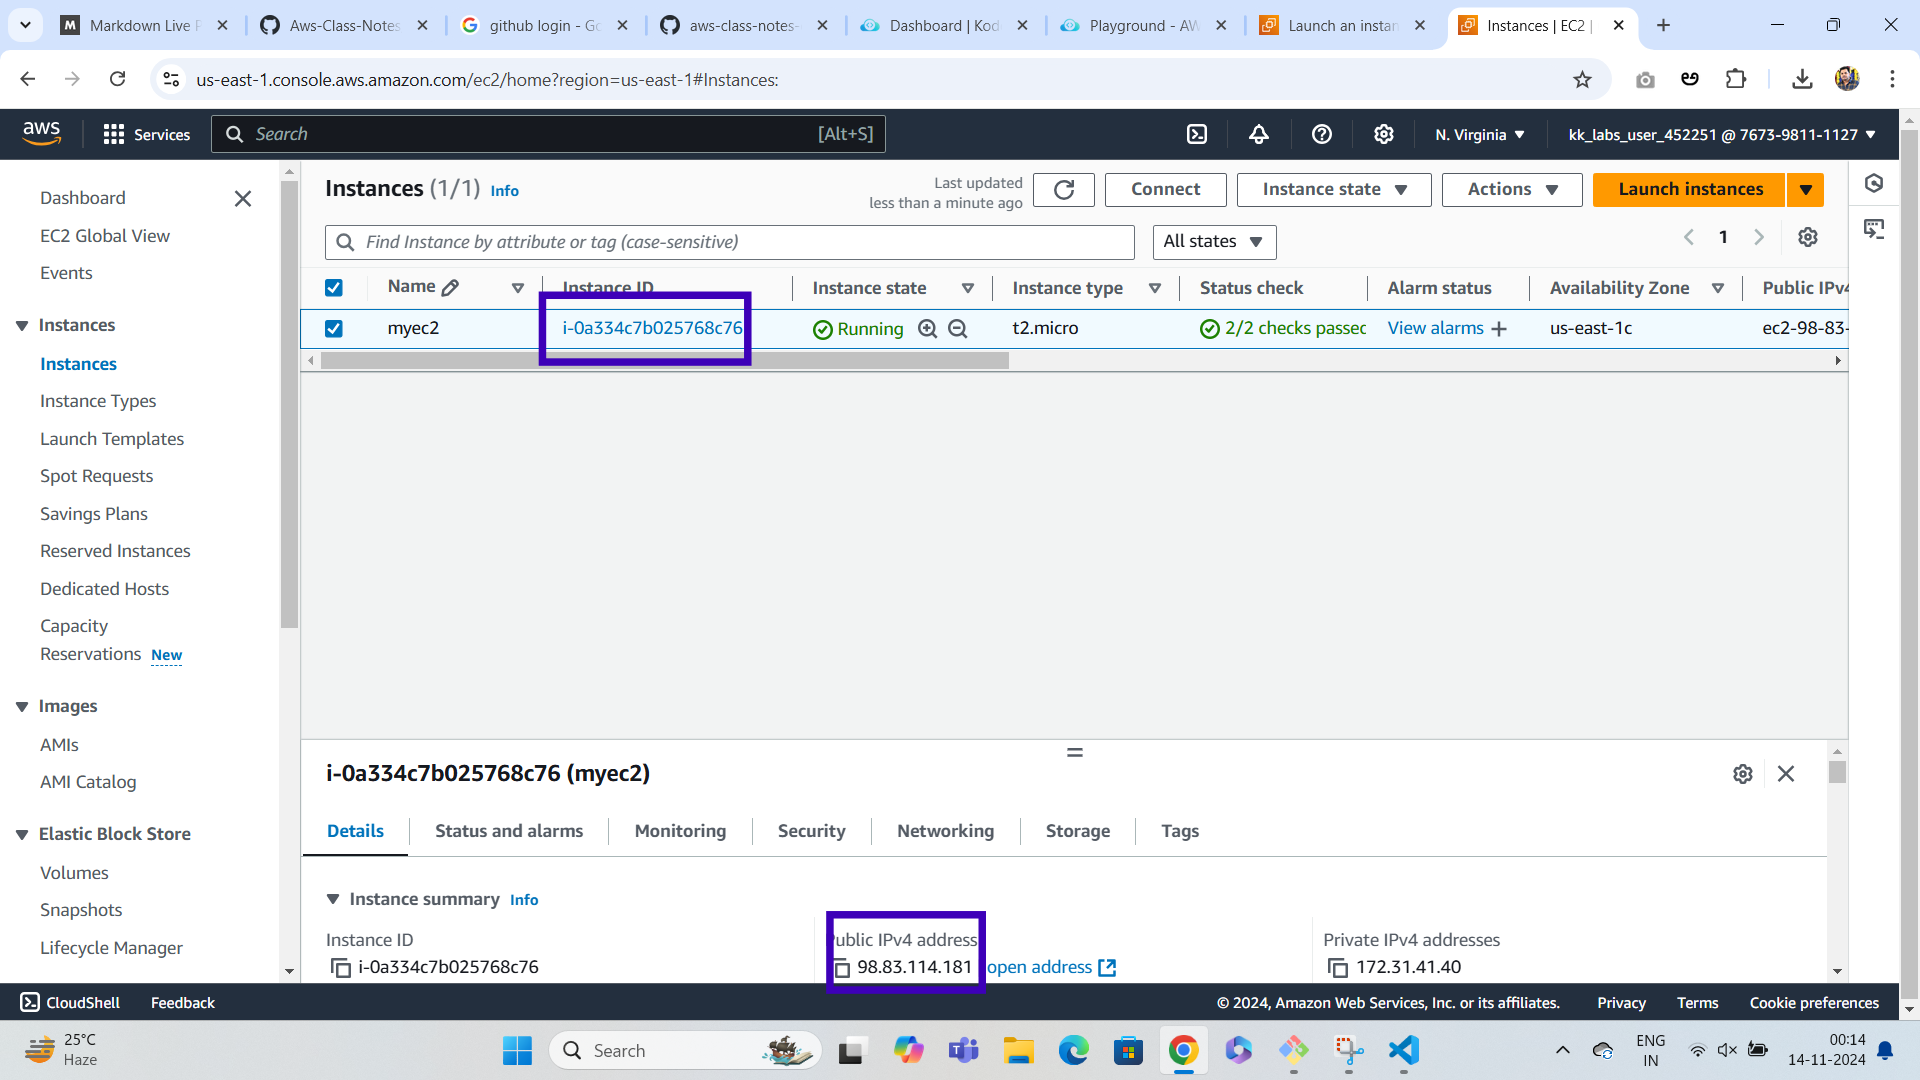 Markdown Live P
Aws-Class-Notes
github login - Go
aws-class-notes-
Dashboard | Kod
Playground - AW
Launch an instan
Instances | EC2 |
us-east-1.console.aws.amazon.com/ec2/home?region=us-east-1#Instances:
aws
Services
Search
[Alt+S]
N. Virginia
kk_labs_user_452251 @ 7673-9811-1127
Dashboard
EC2 Global View
Events
Instances
Instances
Instance Types
Launch Templates
Spot Requests
Savings Plans
Reserved Instances
Dedicated Hosts
Capacity
Reservations New
Images
AMIs
AMI Catalog
Elastic Block Store
Volumes
Snapshots
Lifecycle Manager
Instances (1/1) Info
Last updated
less than a minute ago
Connect
Instance state
Actions
Launch instances
Find Instance by attribute or tag (case-sensitive)
All states
1
Name Instance ID Instance state Instance type Status check Alarm status Availability Zone Public IPv4
myec2 i-0a334c7b025768c76 Running t2.micro 2/2 checks passed View alarms + us-east-1c ec2-98-83-
i-0a334c7b025768c76 (myec2)
Details
Status and alarms
Monitoring
Security
Networking
Storage
Tags
Instance summary Info
Instance ID
i-0a334c7b025768c76
Public IPv4 address
98.83.114.181 open address
Private IPv4 addresses
172.31.41.40
CloudShell
Feedback
© 2024, Amazon Web Services, Inc. or its affiliates.
Privacy
Terms
Cookie preferences
25°C
Haze
Search
ENG
IN
00:14
14-11-2024